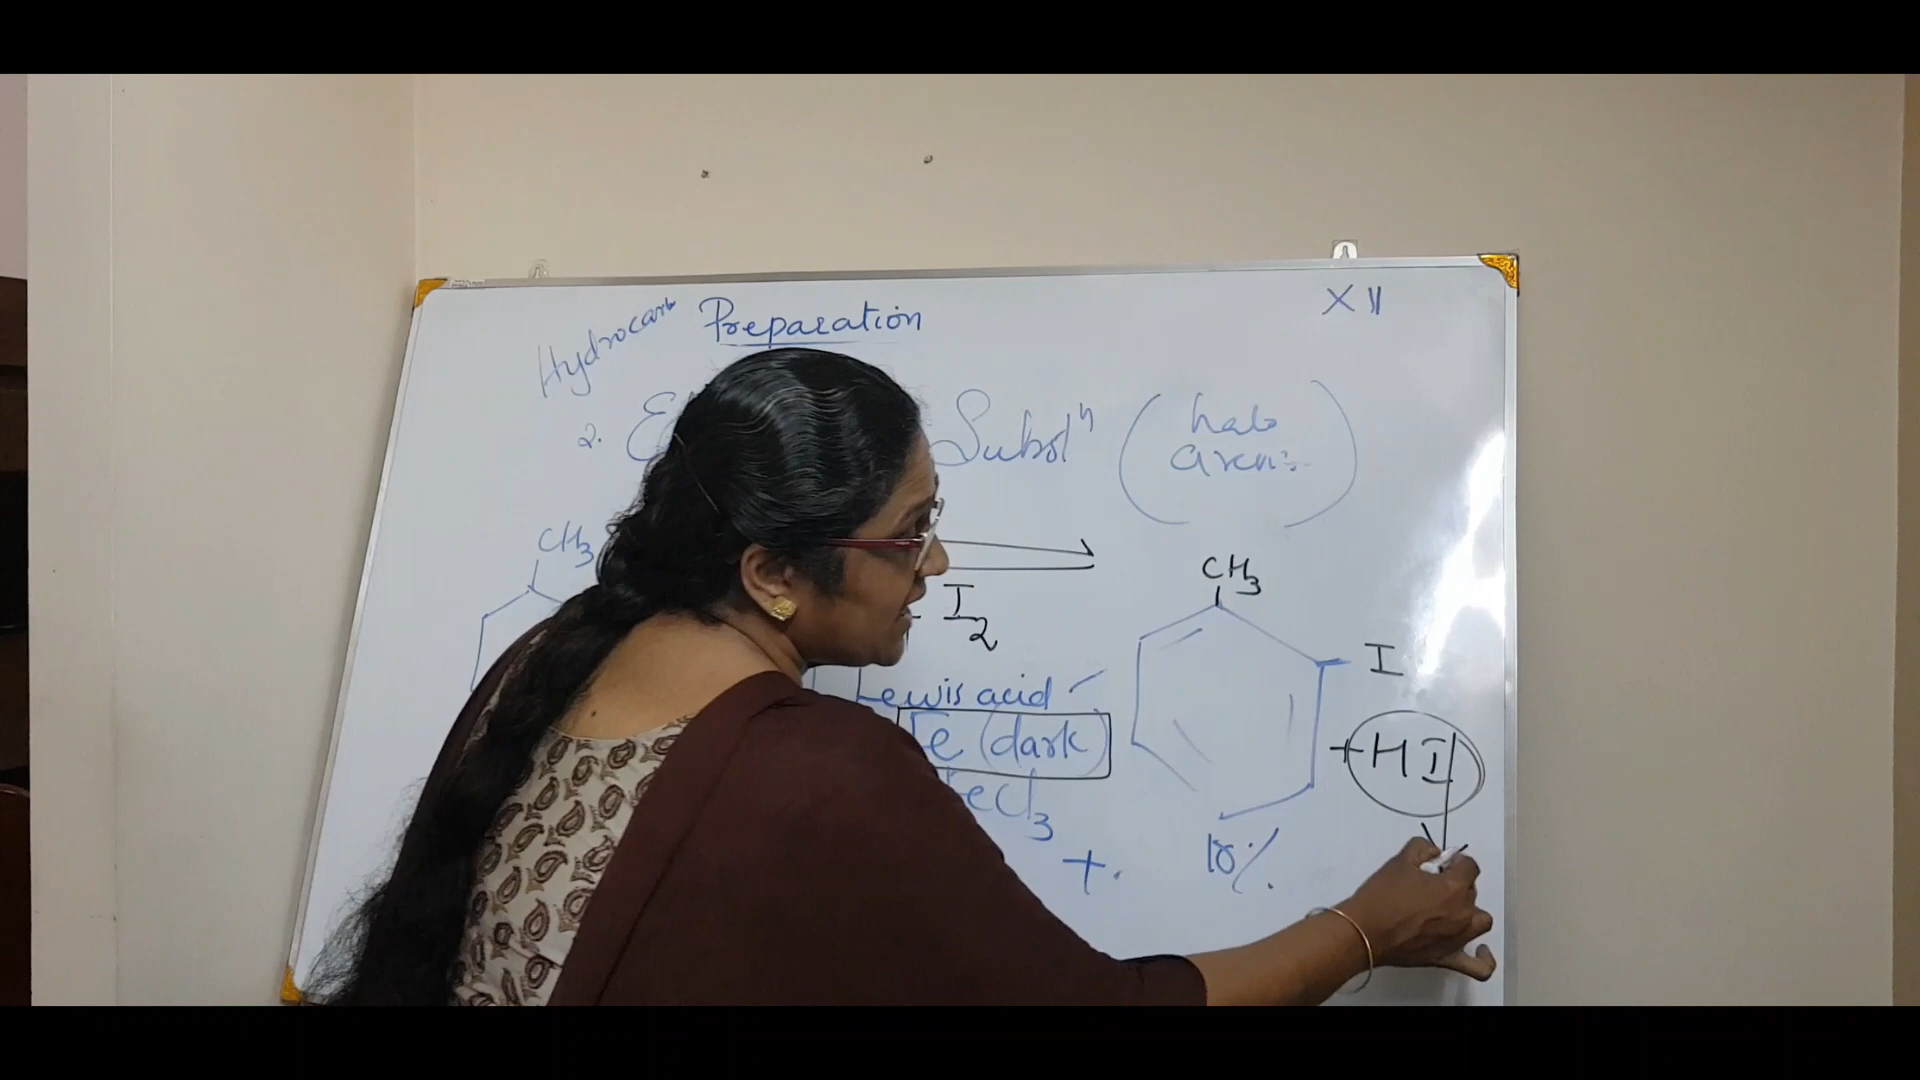 Hydrocarb
Preparation
XII
2.
Subst^n
(halo
arenes)
CH3
CH3
I2
I
Lewis acid
Fe (dark)
+ HI
FeCl3
+
10%